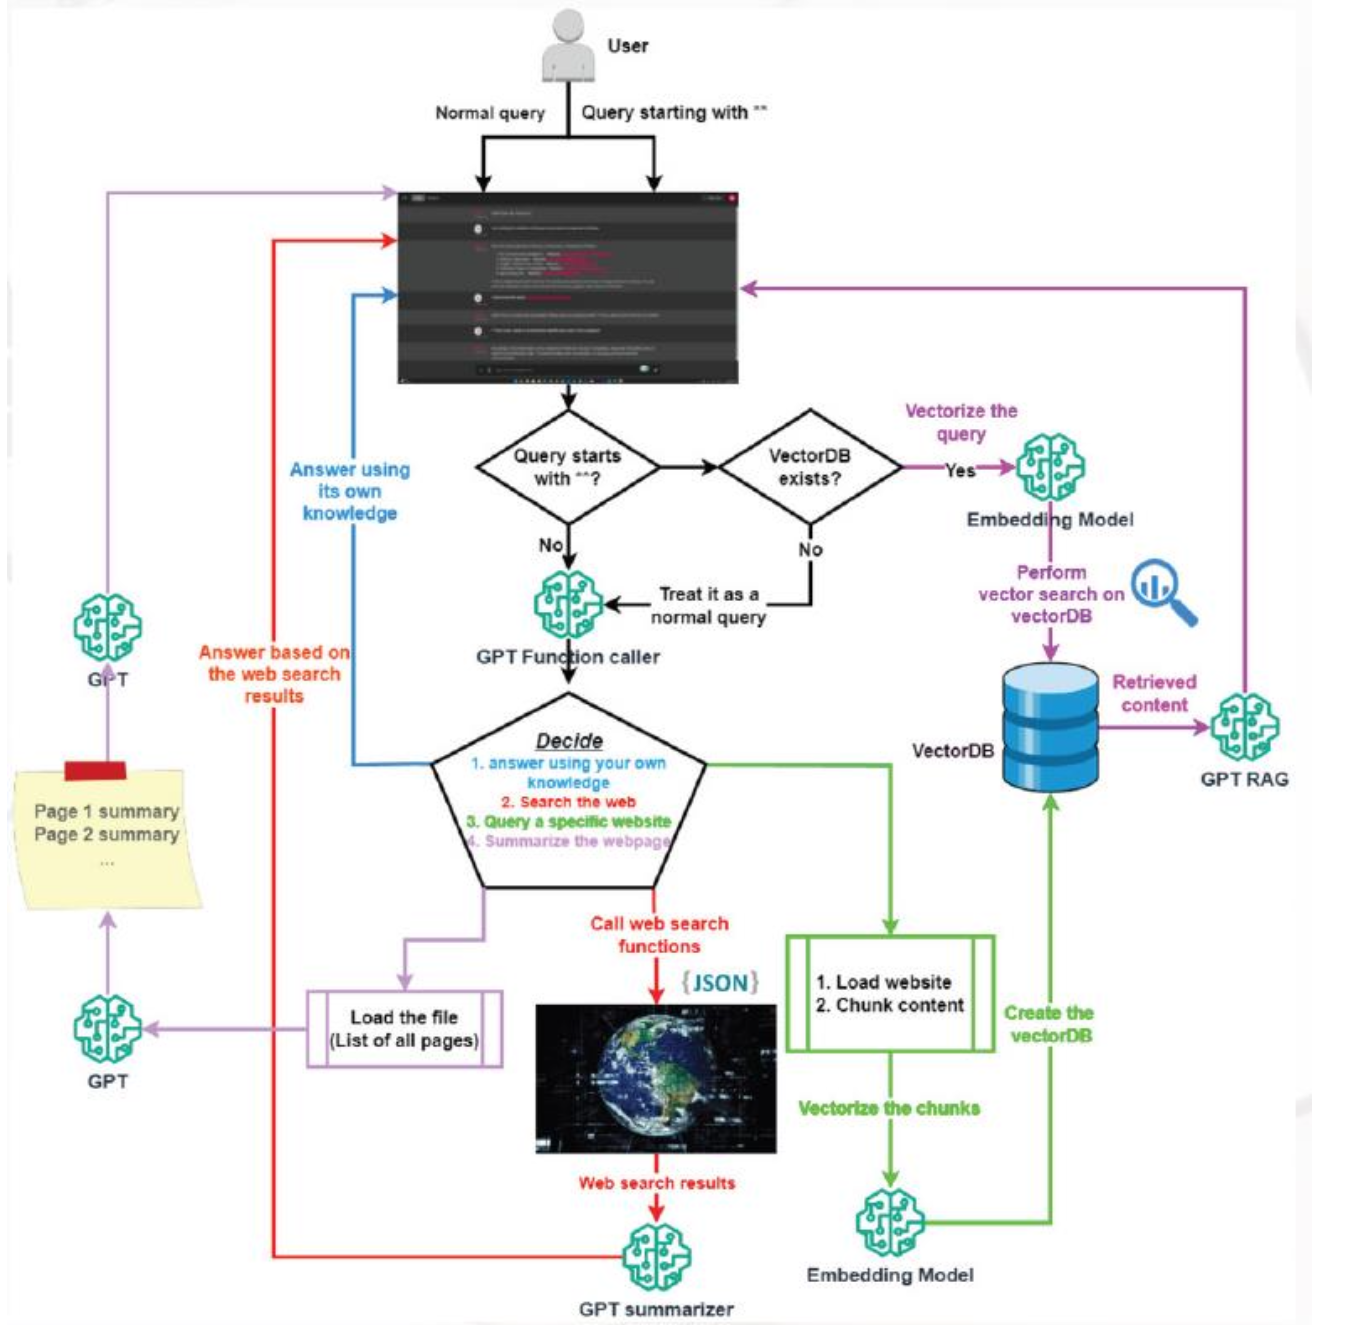 User
Normal query
Query starting with **
Query starts
with **?
VectorDB
exists?
Vectorize the
query
Yes
Embedding Model
No
No
Treat it as a
normal query
GPT Function caller
Answer using
its own
knowledge
Perform
vector search on
vectorDB
VectorDB
Retrieved
content
GPT RAG
GPT
Answer based on
the web search
results
Decide
1. answer using your own
knowledge
2. Search the web
3. Query a specific website
4. Summarize the webpage
Page 1 summary
Page 2 summary
...
Call web search
functions
{JSON}
1. Load website
2. Chunk content
Create the
vectorDB
Load the file
(List of all pages)
GPT
Vectorize the chunks
Web search results
Embedding Model
GPT summarizer